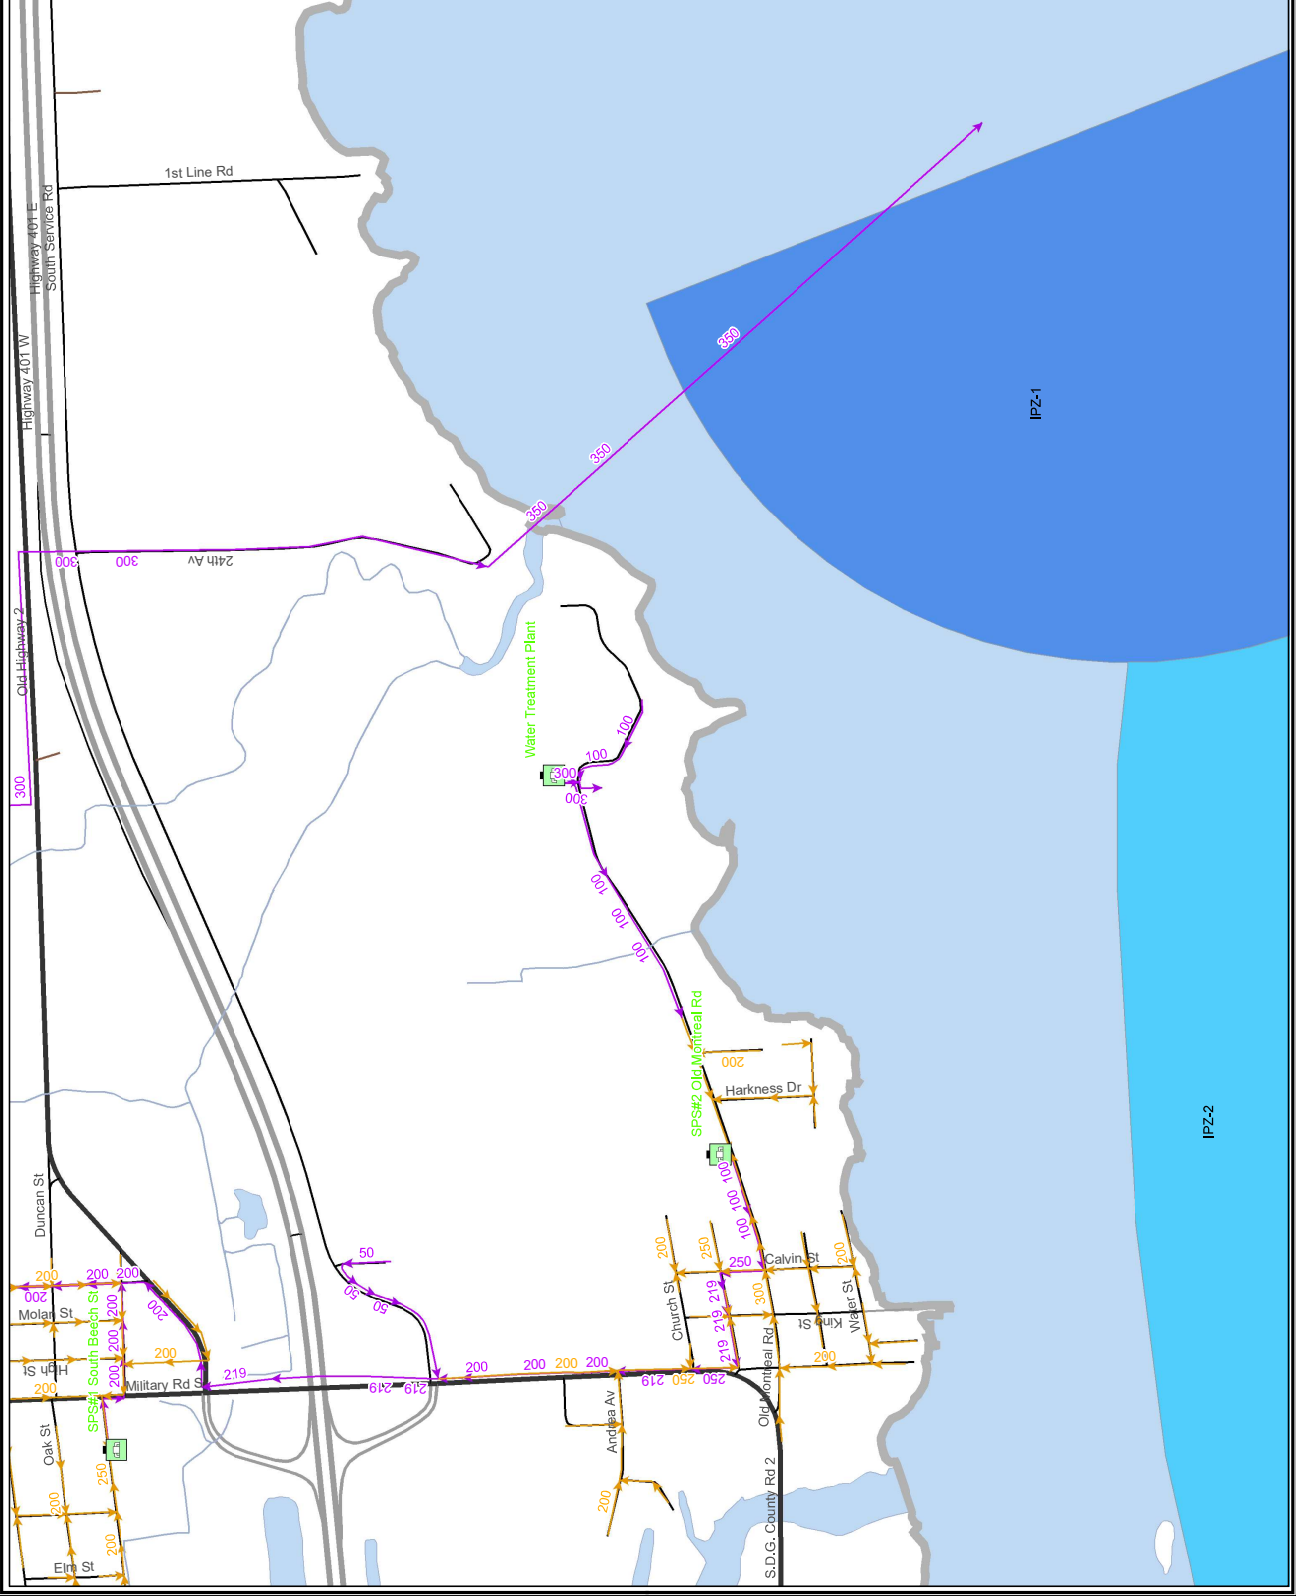 1st Line Rd
Highway 401 E
South Service Rd
Highway 401 W
350
350
350
IPZ-1
300
300
24th Av
Old Highway 2
300
Water Treatment Plant
100
100
300
300
100
100
100
SPS#2 Old Montreal Rd
200
Harkness Dr
IPZ-2
100
100
100
Duncan St
200
250
200
250
Calvin St
50
50
50
200
200
200
200
200
Molan St
SPS#1 South Beech St
200
200
200
200
High St
219
219
219
219
300
Church St
King St
Water St
Old Montreal Rd
200
200
200
200
200
219
250
250
219
219
Military Rd S
200
Oak St
Andrea Av
250
200
200
200
Elm St
S.D.G. County Rd 2